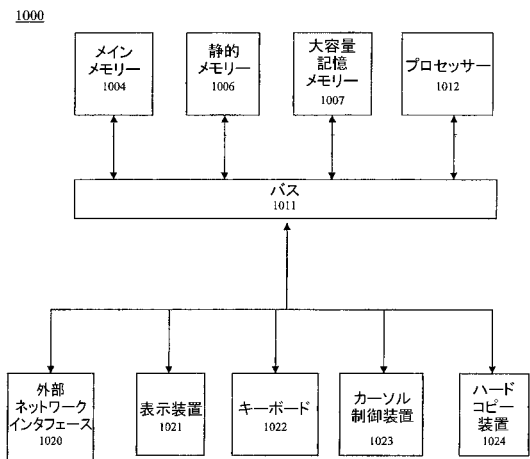 1000
メイン
メモリー
1004
静的
メモリー
1006
大容量
記憶
メモリー
1007
プロセッサー
1012
バス
1011
外部
ネットワーク
インタフェース
1020
表示装置
1021
キーボード
1022
カーソル
制御装置
1023
ハード
コピー
装置
1024